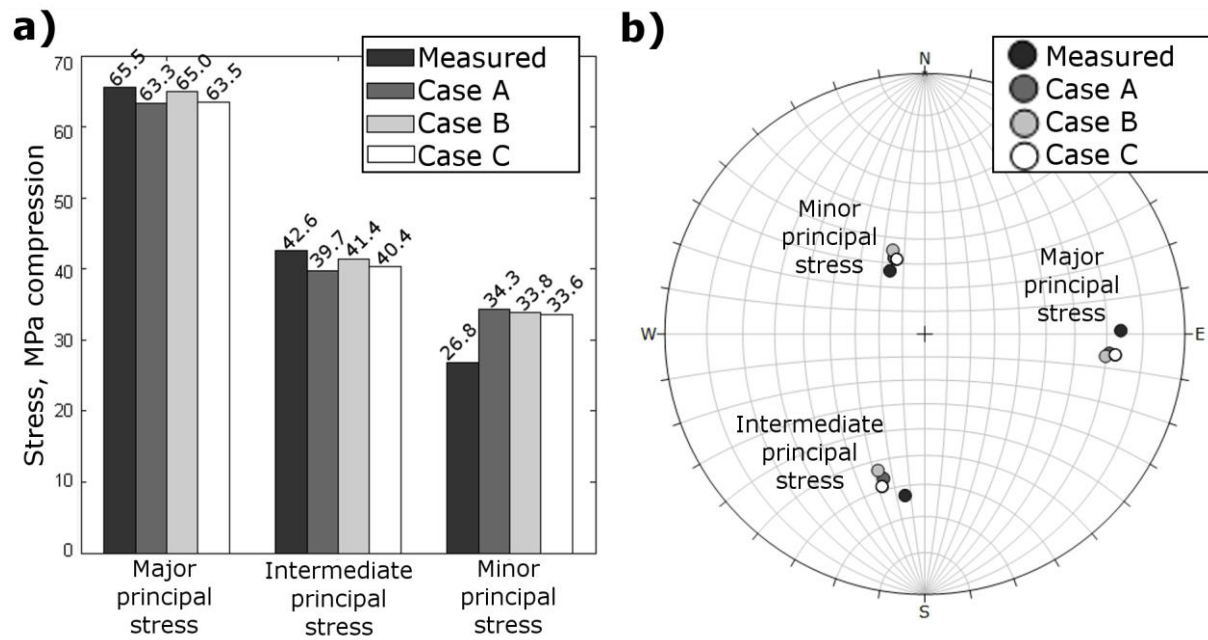 a)
Measured
Case A
Case B
Case C
Stress, MPa compression
70
60
50
40
30
20
10
0
65.5
63.3
65.0
63.5
42.6
39.7
41.4
40.4
26.8
34.3
33.8
33.6
Major
principal
stress
Intermediate
principal
stress
Minor
principal
stress
b)
Measured
Case A
Case B
Case C
N
W
E
S
Minor
principal
stress
Major
principal
stress
Intermediate
principal
stress